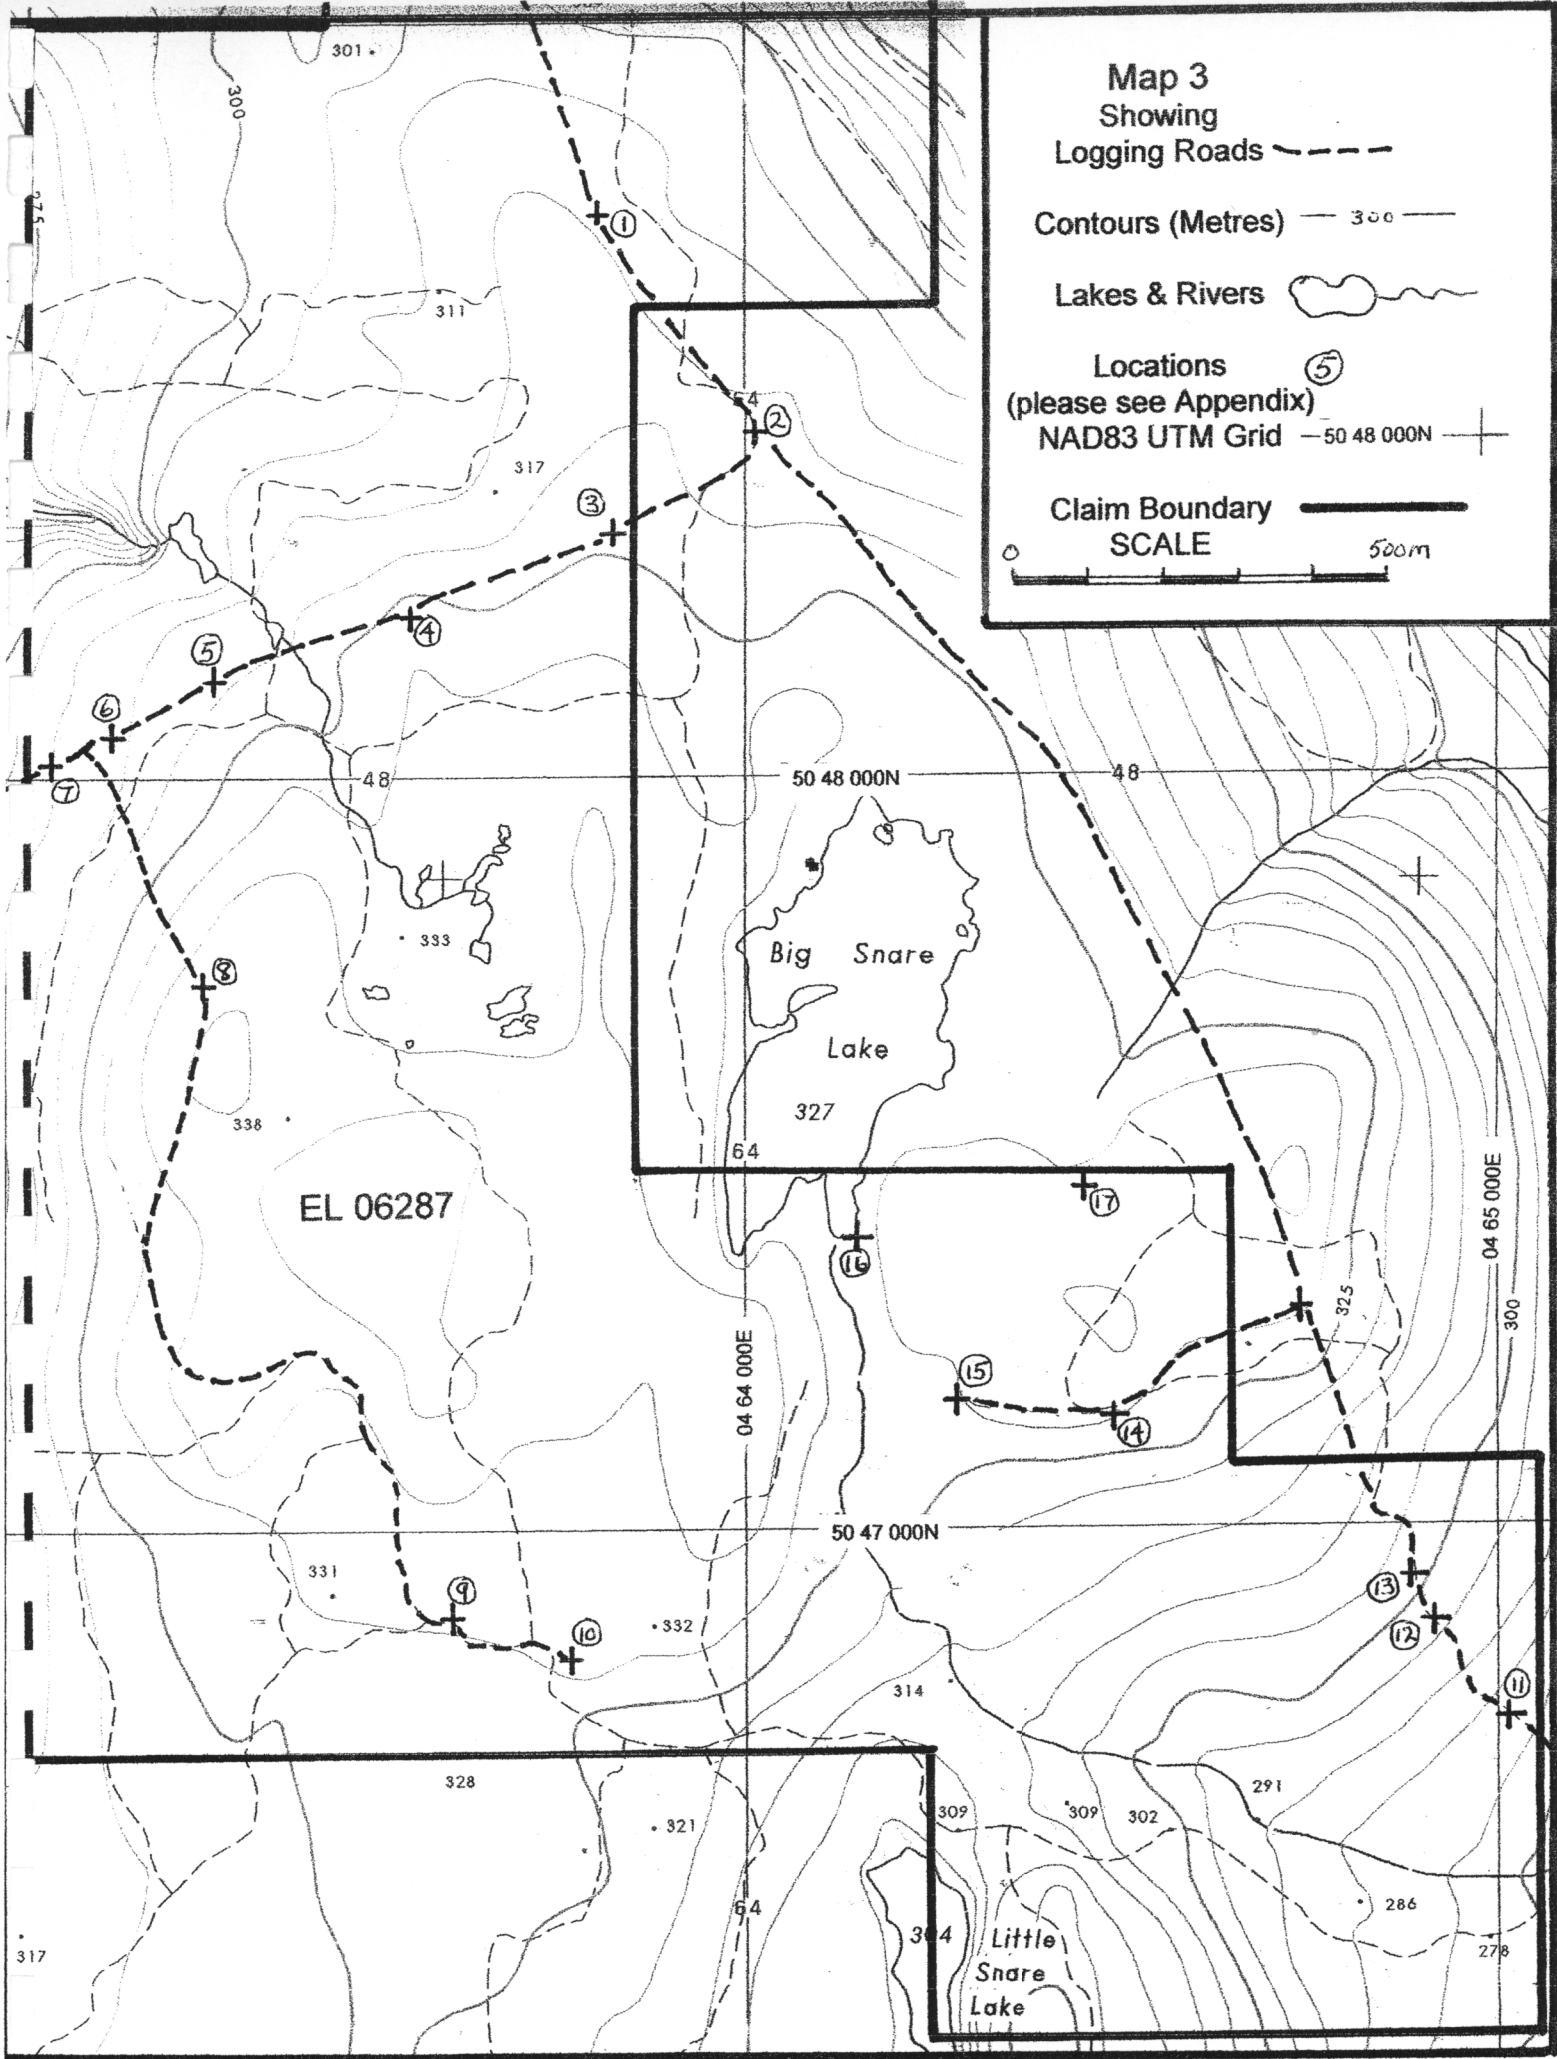 Map 3
Showing
Logging Roads
Contours (Metres) 300
Lakes & Rivers
Locations 5
(please see Appendix)
NAD83 UTM Grid 50 48 000N
Claim Boundary
SCALE
0 500m
301
300
275
1
311
64
2
317
3
4
5
6
7
48
50 48 000N
48
333
Big Snare
Lake
8
327
338
64
04 65 000E
EL 06287
17
16
325
300
04 64 000E
15
14
50 47 000N
331
13
9
12
10
332
11
314
328
291
309
309
302
321
64
286
304
Little
Snare
Lake
317
278